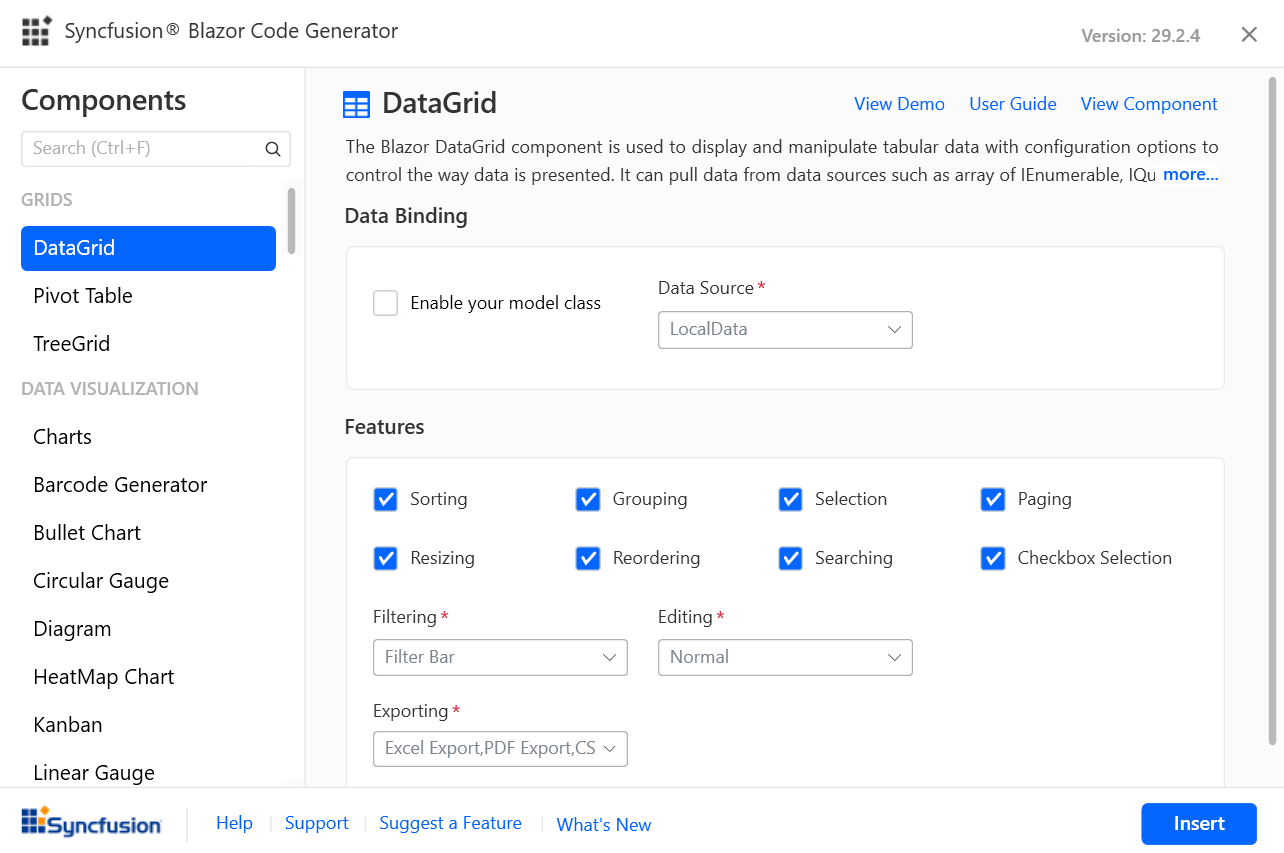 Syncfusion® Blazor Code Generator
Version: 29.2.4
Components
Search (Ctrl+F)
GRIDS
DataGrid
Pivot Table
TreeGrid
DATA VISUALIZATION
Charts
Barcode Generator
Bullet Chart
Circular Gauge
Diagram
HeatMap Chart
Kanban
Linear Gauge
DataGrid
View Demo
User Guide
View Component
The Blazor DataGrid component is used to display and manipulate tabular data with configuration options to
control the way data is presented. It can pull data from data sources such as array of IEnumerable, IQu more...
Data Binding
Enable your model class
Data Source *
LocalData
Features
Sorting
Grouping
Selection
Paging
Resizing
Reordering
Searching
Checkbox Selection
Filtering *
Editing *
Filter Bar
Normal
Exporting *
Excel Export,PDF Export,CS
Syncfusion
Help
Support
Suggest a Feature
What's New
Insert